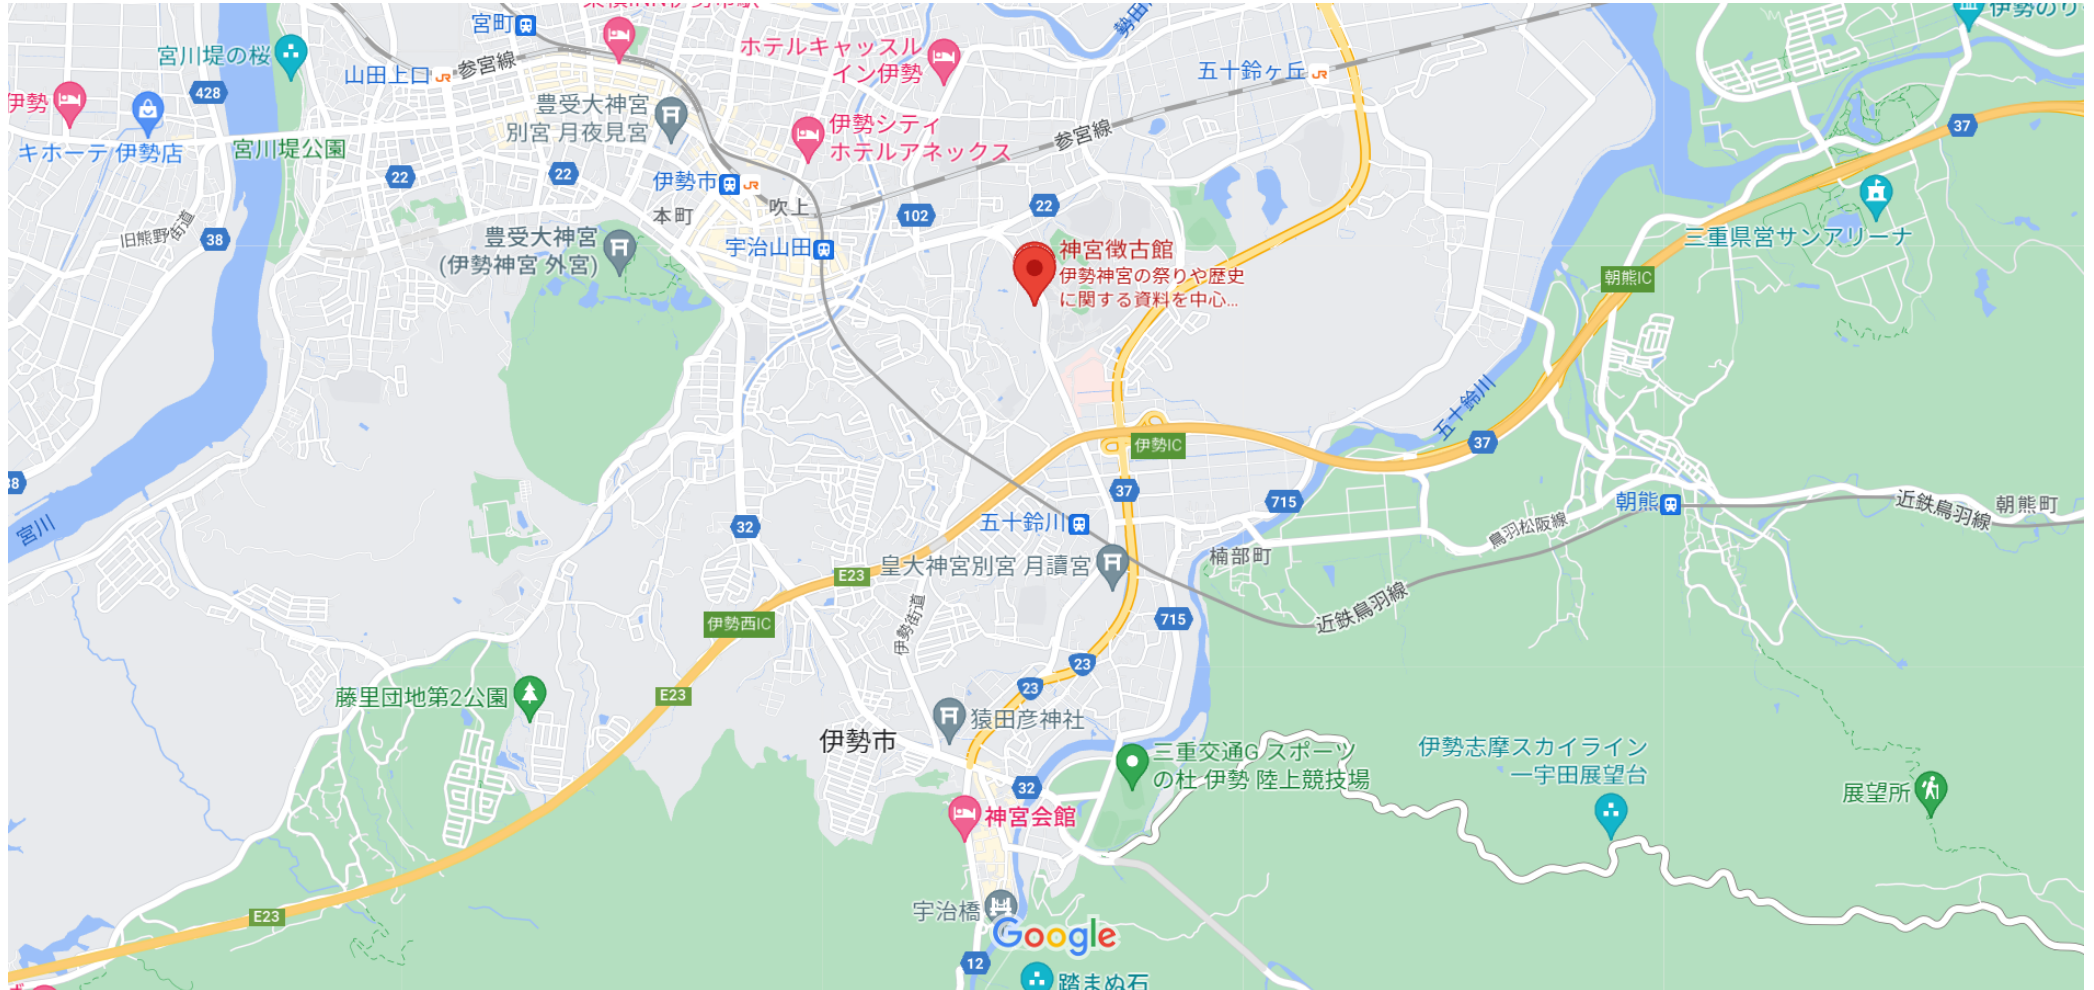 宮町
宮川堤の桜
山田上口
参宮線
ホテルキャッスル
イン伊勢
五十鈴ヶ丘
428
伊勢
キホーテ 伊勢店
宮川堤公園
豊受大神宮
別宮 月夜見宮
伊勢シティ
ホテルアネックス
参宮線
37
22
22
伊勢市
本町
吹上
102
22
旧熊野街道
38
豊受大神宮
(伊勢神宮 外宮)
宇治山田
神宮徴古館
伊勢神宮の祭りや歴史
に関する資料を中心...
三重県営サンアリーナ
朝熊IC
五十鈴川
伊勢IC
37
宮川
32
37
715
五十鈴川
朝熊
近鉄鳥羽線
朝熊町
鳥羽松阪線
楠部町
皇大神宮別宮 月讀宮
E23
伊勢西IC
伊勢街道
715
近鉄鳥羽線
23
23
E23
藤里団地第2公園
猿田彦神社
伊勢市
三重交通G スポーツ
の杜 伊勢 陸上競技場
伊勢志摩スカイライン
一宇田展望台
展望所
32
神宮会館
E23
宇治橋
Google
12
踏まぬ石